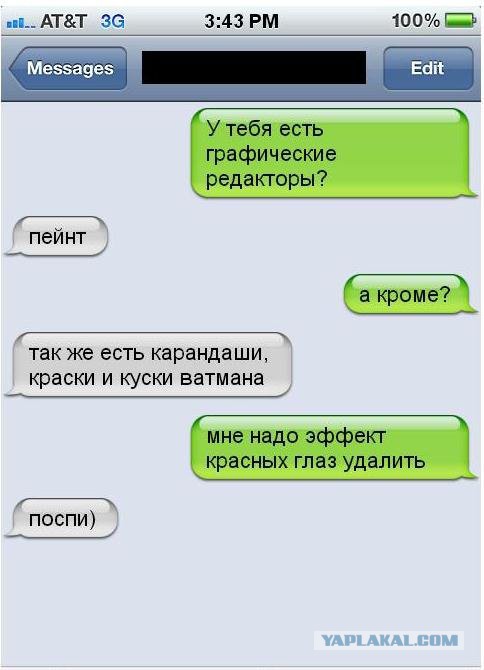 AT&T 3G 3:43 PM 100%
Messages Edit
У тебя есть
графические
редакторы?
пейнт
а кроме?
так же есть карандаши,
краски и куски ватмана
мне надо эффект
красных глаз удалить
поспи)
YAPLAKAL.COM